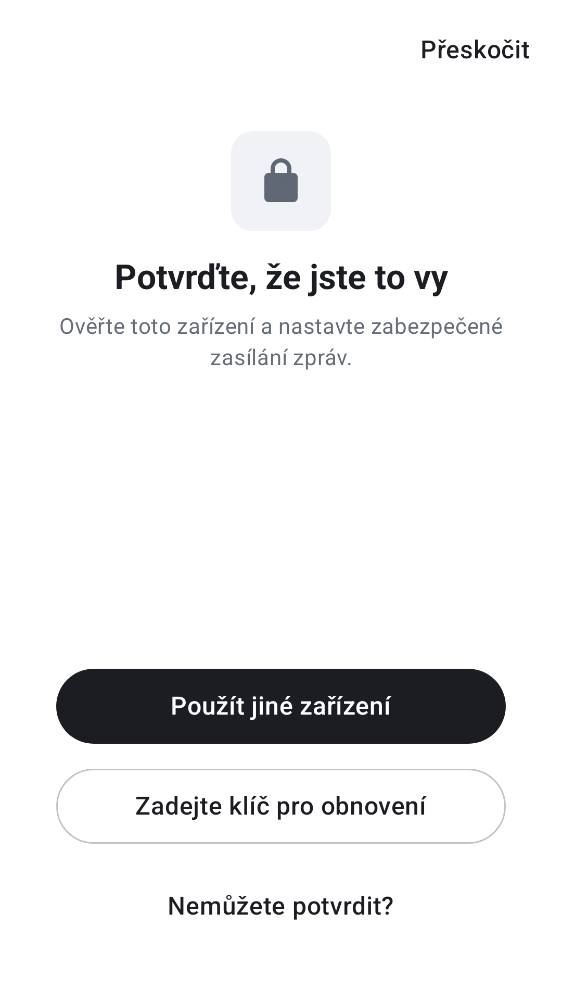 Přeskočit
Potvrďte, že jste to vy
Ověřte toto zařízení a nastavte zabezpečené
zasílání zpráv.
Použít jiné zařízení
Zadejte klíč pro obnovení
Nemůžete potvrdit?